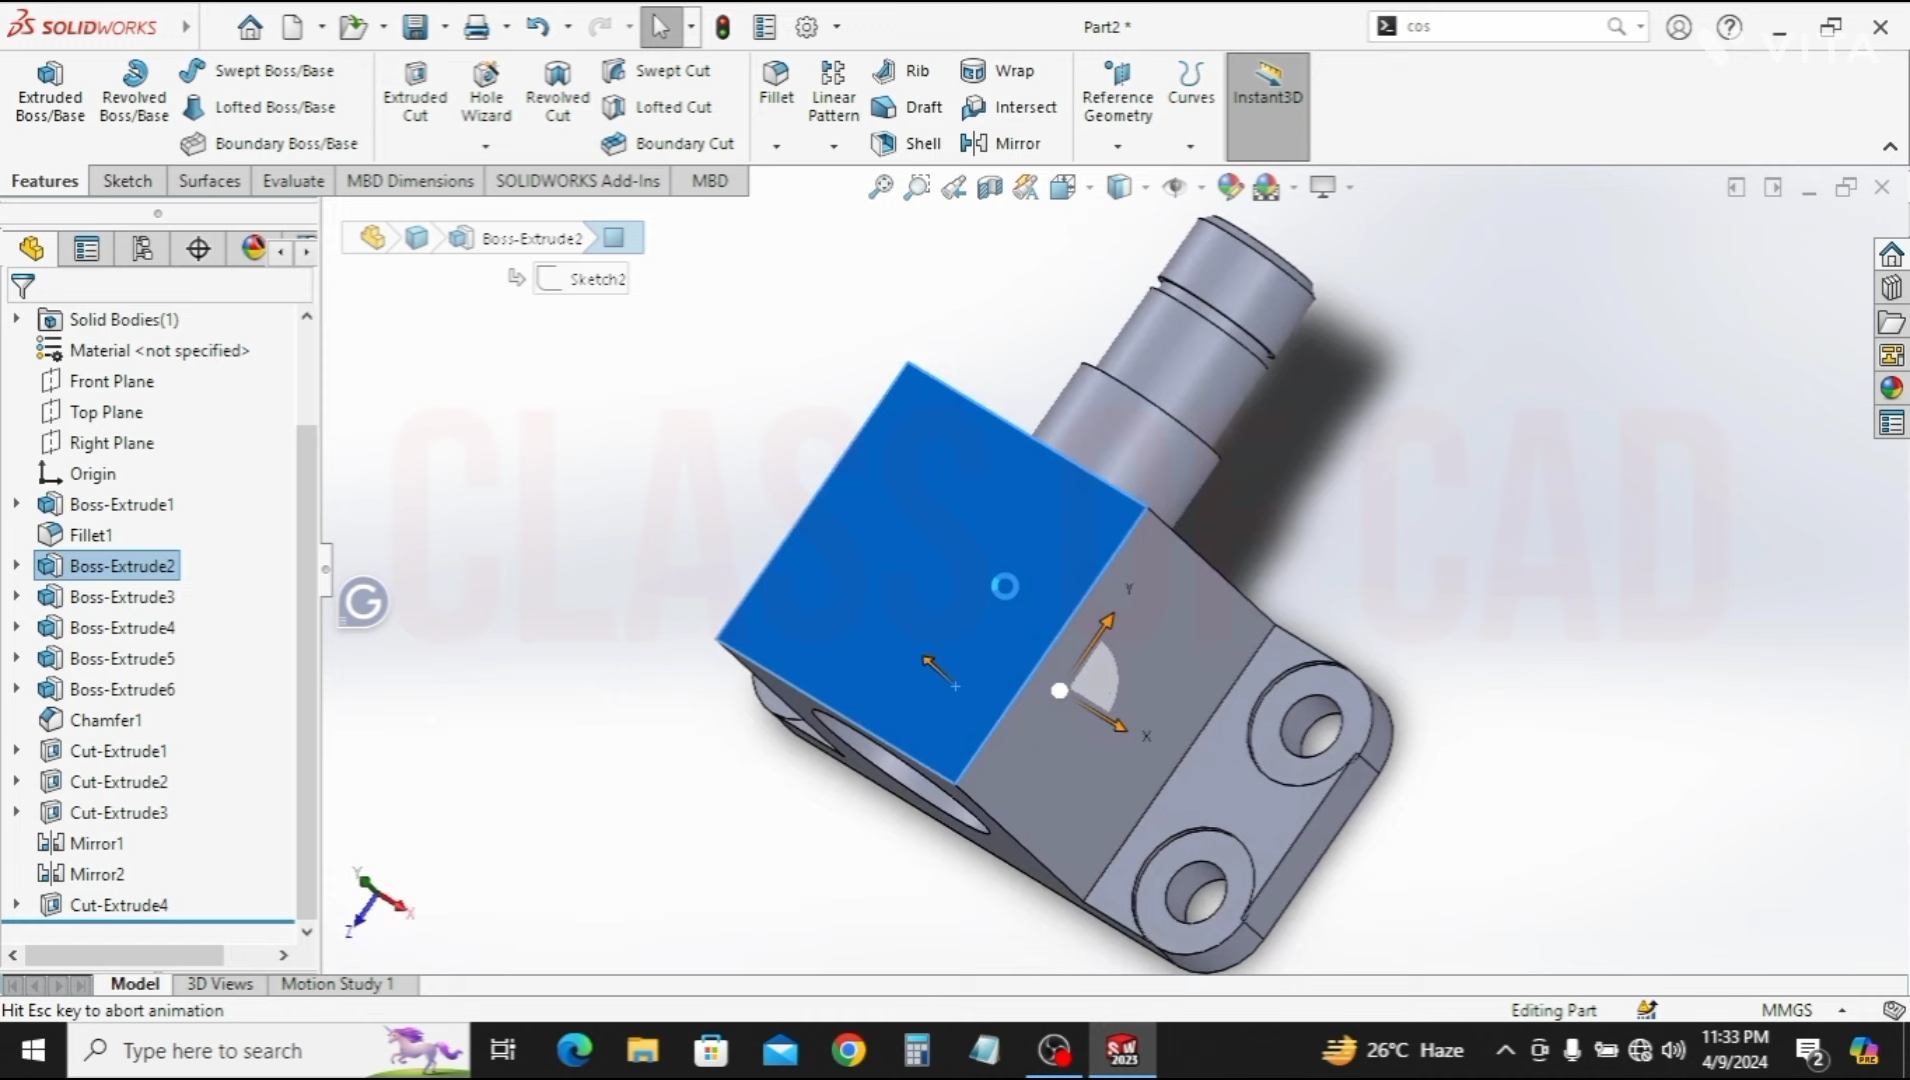 SOLIDWORKS
Part2 *
cos
VITA
Extruded
Boss/Base
Revolved
Boss/Base
Swept Boss/Base
Lofted Boss/Base
Boundary Boss/Base
Extruded
Cut
Hole
Wizard
Revolved
Cut
Swept Cut
Lofted Cut
Boundary Cut
Fillet
Linear
Pattern
Rib
Draft
Shell
Wrap
Intersect
Mirror
Reference
Geometry
Curves
Instant3D
Features
Sketch
Surfaces
Evaluate
MBD Dimensions
SOLIDWORKS Add-Ins
MBD
Boss-Extrude2
Sketch2
Solid Bodies(1)
Material <not specified>
Front Plane
Top Plane
Right Plane
Origin
Boss-Extrude1
Fillet1
Boss-Extrude2
Boss-Extrude3
Boss-Extrude4
Boss-Extrude5
Boss-Extrude6
Chamfer1
Cut-Extrude1
Cut-Extrude2
Cut-Extrude3
Mirror1
Mirror2
Cut-Extrude4
Y
X
Y
X
Z
Model
3D Views
Motion Study 1
Hit Esc key to abort animation
Editing Part
MMGS
Type here to search
SW
2023
26°C Haze
11:33 PM
4/9/2024
2
PRE